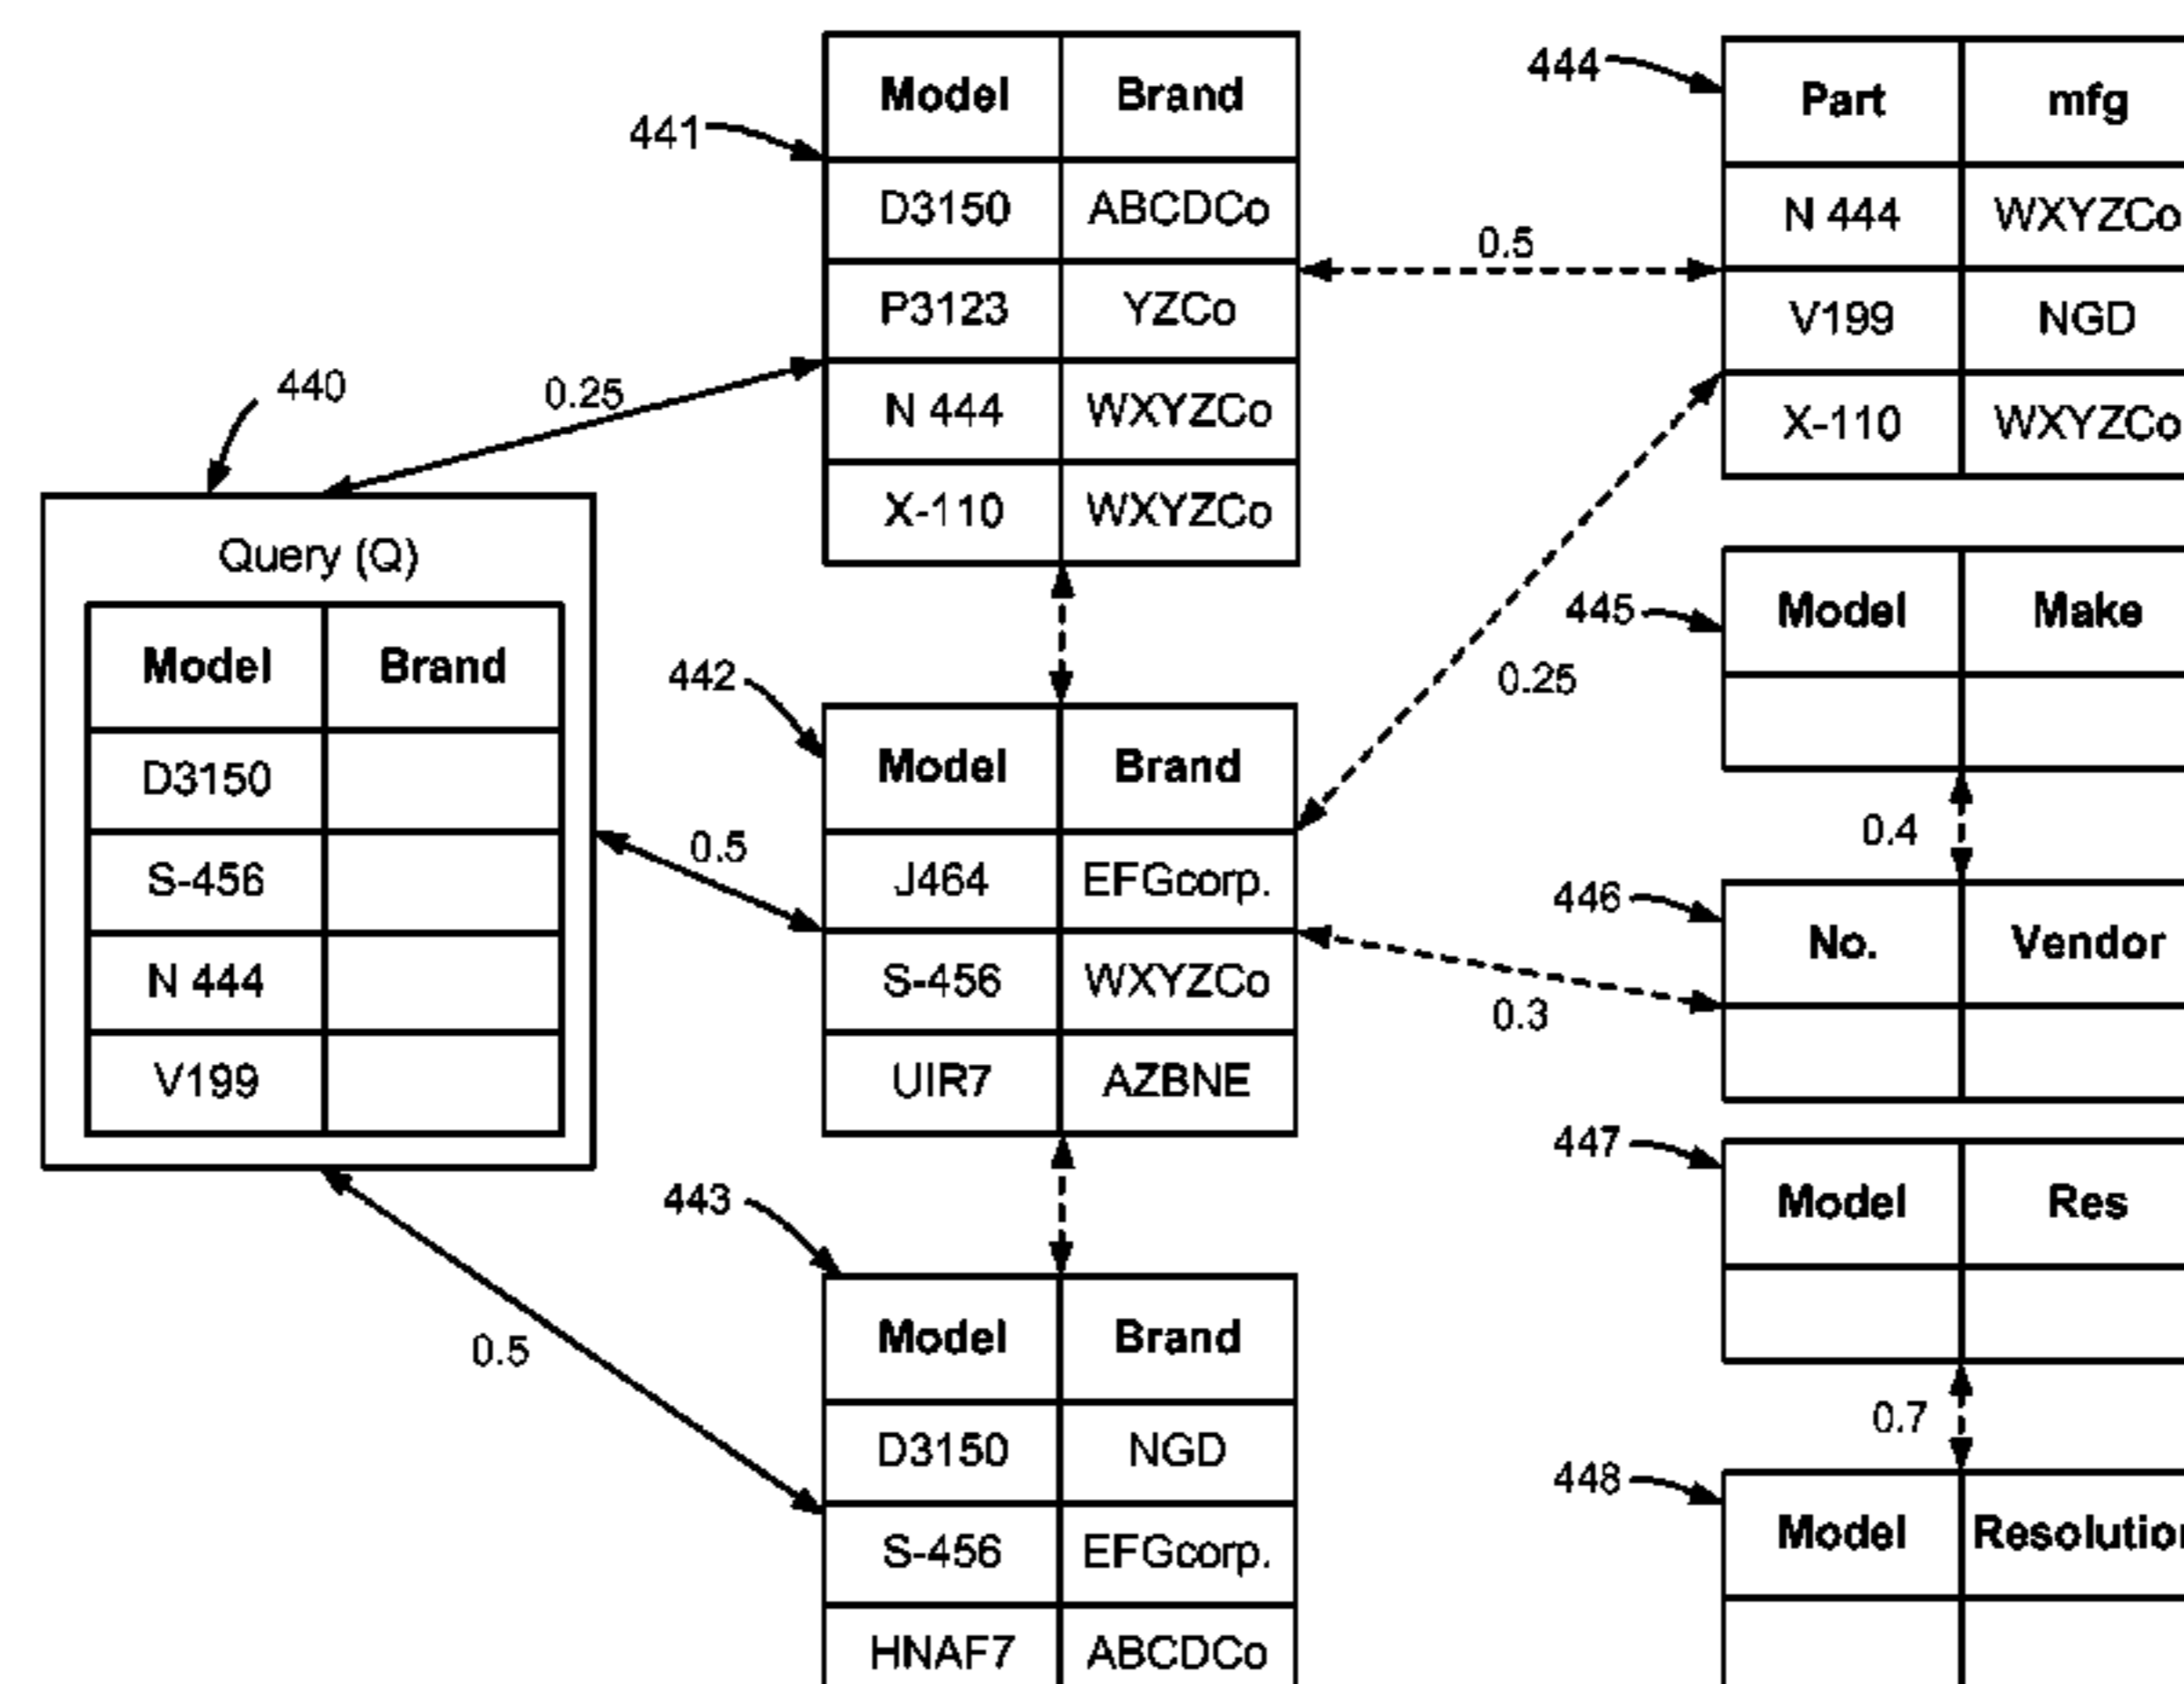 440
Query (Q)
Model Brand
D3150
S-456
N 444
V199
0.25
0.5
0.5
441
Model Brand
D3150 ABCDCo
P3123 YZCo
N 444 WXYZCo
X-110 WXYZCo
442
Model Brand
J464 EFGcorp.
S-456 WXYZCo
UIR7 AZBNE
443
Model Brand
D3150 NGD
S-456 EFGcorp.
HNAF7 ABCDCo
0.5
0.25
0.3
444
Part mfg
N 444 WXYZCo
V199 NGD
X-110 WXYZCo
445
Model Make
0.4
446
No. Vendor
447
Model Res
0.7
448
Model Resolution